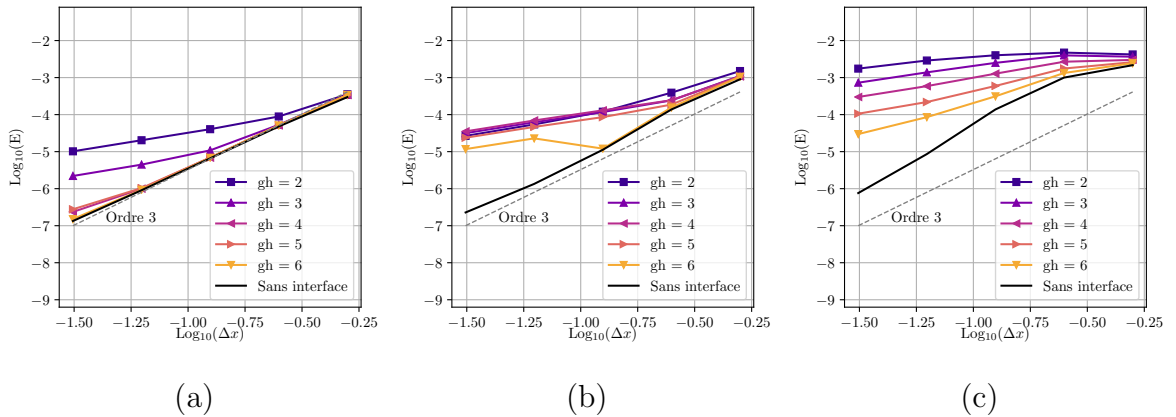 −2
−3
−4
−5
−6
−7
−8
−9
Log10(E)
−1.50 −1.25 −1.00 −0.75 −0.50 −0.25
Log10(Δx)
Ordre 3
gh = 2
gh = 3
gh = 4
gh = 5
gh = 6
Sans interface
(a)
−2
−3
−4
−5
−6
−7
−8
−9
Log10(E)
−1.50 −1.25 −1.00 −0.75 −0.50 −0.25
Log10(Δx)
Ordre 3
gh = 2
gh = 3
gh = 4
gh = 5
gh = 6
Sans interface
(b)
−2
−3
−4
−5
−6
−7
−8
−9
Log10(E)
−1.50 −1.25 −1.00 −0.75 −0.50 −0.25
Log10(Δx)
Ordre 3
gh = 2
gh = 3
gh = 4
gh = 5
gh = 6
Sans interface
(c)